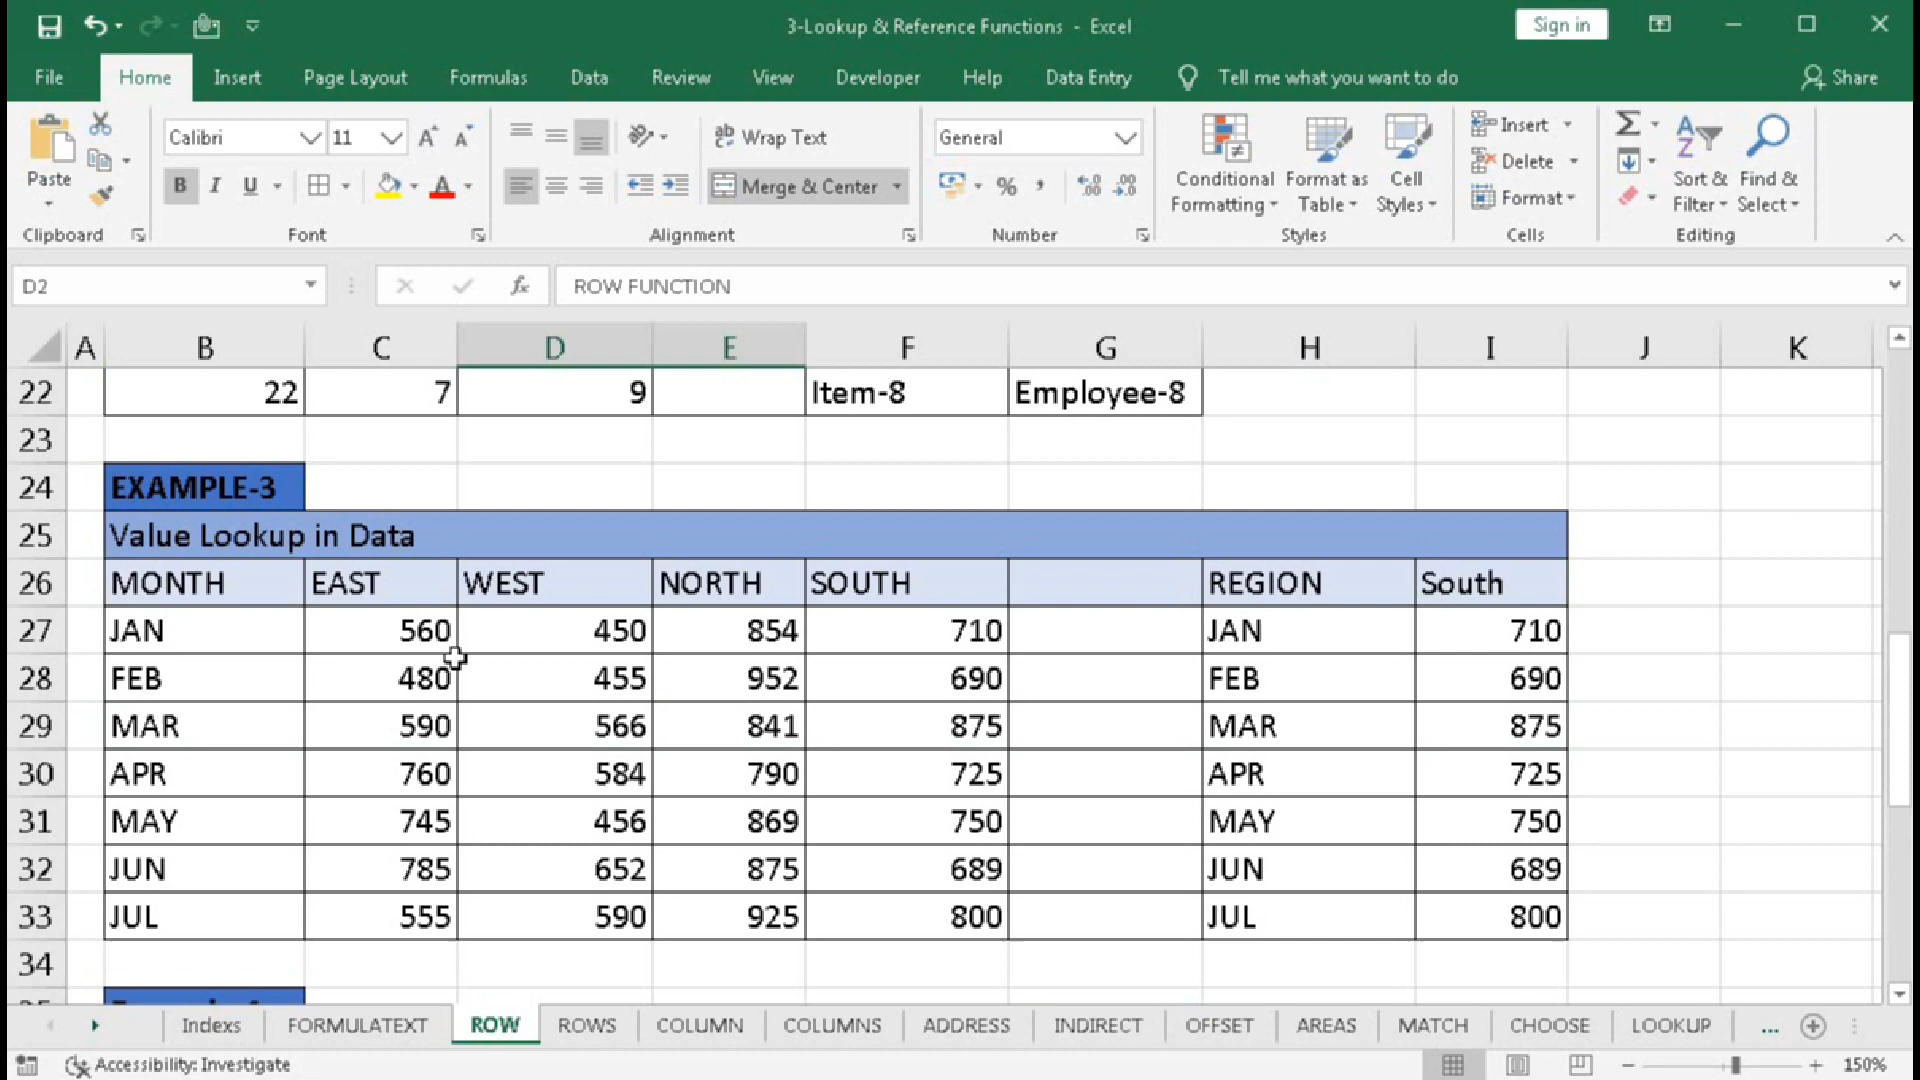 3-Lookup & Reference Functions - Excel
Sign in
File Home Insert Page Layout Formulas Data Review View Developer Help Data Entry Tell me what you want to do Share
Paste
Clipboard
Calibri 11
A A
B I U A
Font
Wrap Text
Merge & Center
Alignment
General
%
Number
Conditional Formatting
Format as Table
Cell Styles
Styles
Insert
Delete
Format
Cells
Sort & Filter
Find & Select
Editing
D2 fx ROW FUNCTION
A B C D E F G H I J K
22 22 7 9 Item-8 Employee-8
23
24 EXAMPLE-3
25 Value Lookup in Data
26 MONTH EAST WEST NORTH SOUTH REGION South
27 JAN 560 450 854 710 JAN 710
28 FEB 480 455 952 690 FEB 690
29 MAR 590 566 841 875 MAR 875
30 APR 760 584 790 725 APR 725
31 MAY 745 456 869 750 MAY 750
32 JUN 785 652 875 689 JUN 689
33 JUL 555 590 925 800 JUL 800
34
Indexs FORMULATEXT ROW ROWS COLUMN COLUMNS ADDRESS INDIRECT OFFSET AREAS MATCH CHOOSE LOOKUP ...
Accessibility: Investigate 150%